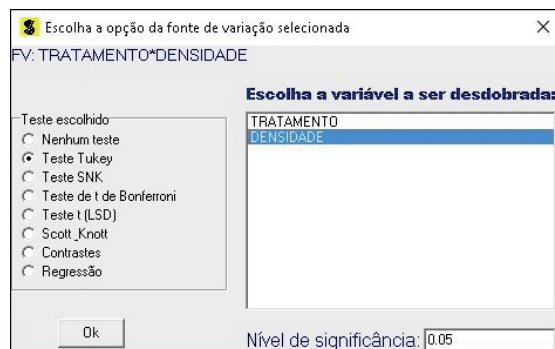 Escolha a opção da fonte de variação selecionada
FV: TRATAMENTO*DENSIDADE
Escolha a variável a ser desdobrada:
TRATAMENTO
DENSIDADE
Teste escolhido
Nenhum teste
Teste Tukey
Teste SNK
Teste de t de Bonferroni
Teste t (LSD)
Scott_Knott
Contrastes
Regressão
Ok
Nível de significância: 0.05